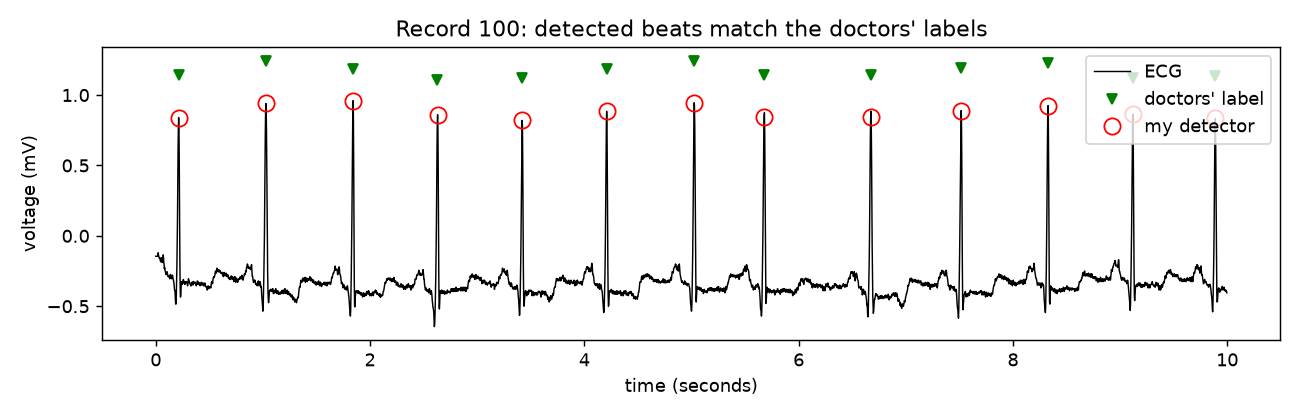 Record 100: detected beats match the doctors' labels
ECG
doctors' label
my detector
voltage (mV)
1.0
0.5
0.0
−0.5
0 2 4 6 8 10
time (seconds)